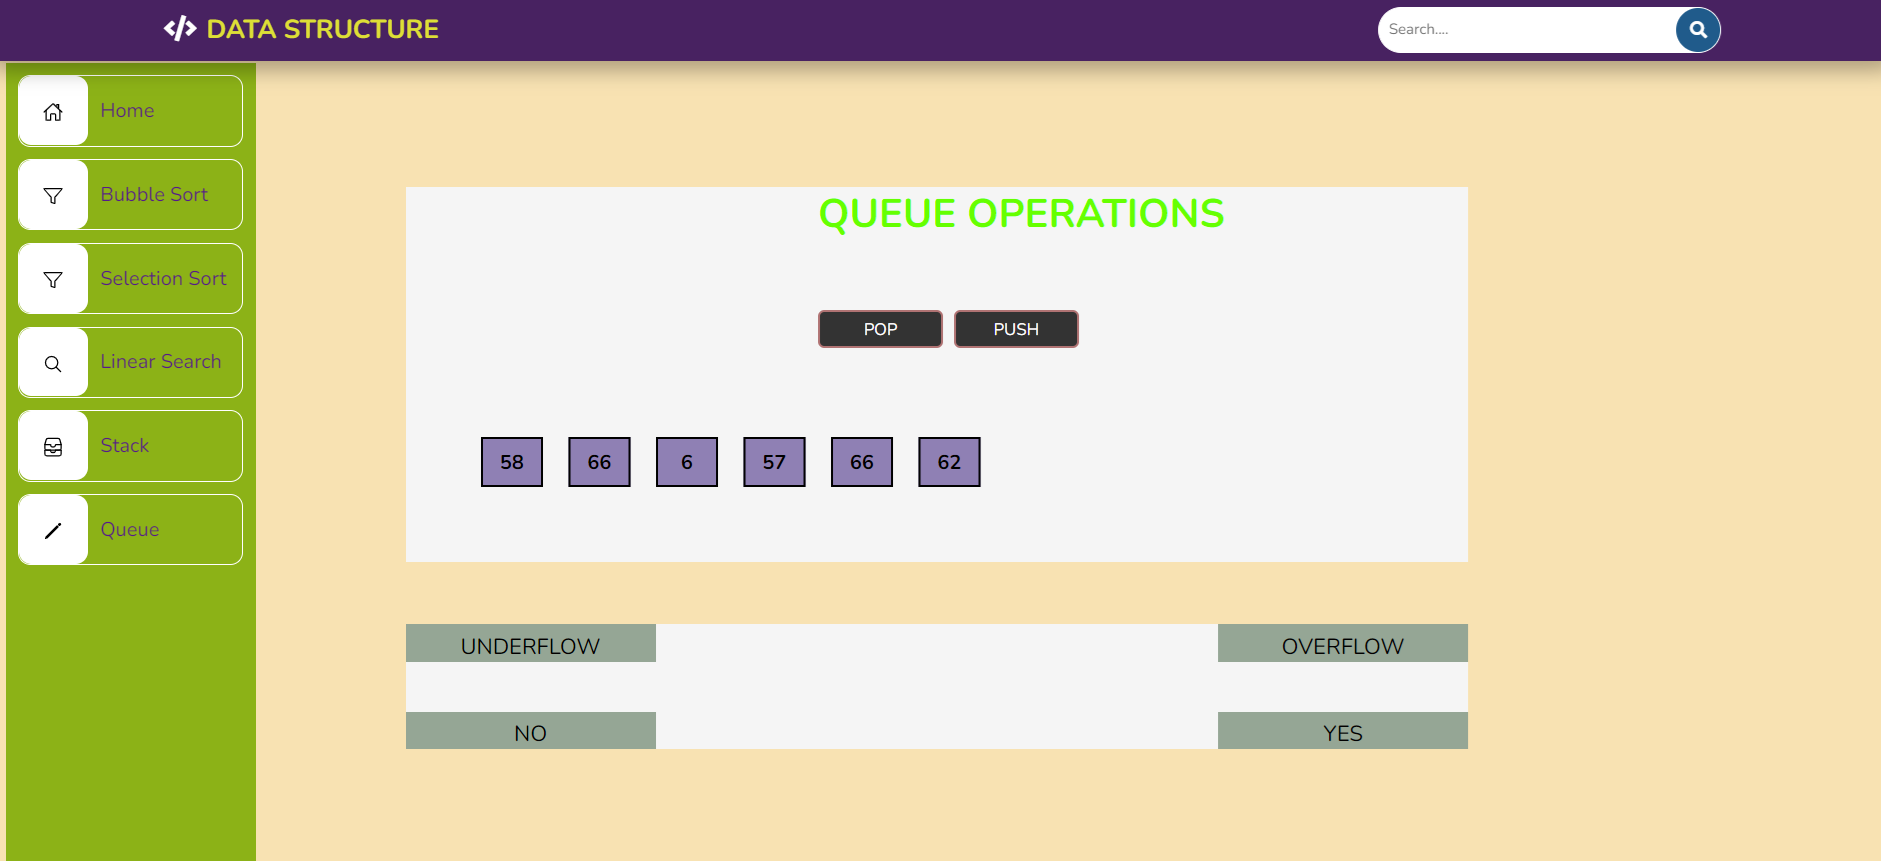 DATA STRUCTURE
Search....
Home
Bubble Sort
Selection Sort
Linear Search
Stack
Queue
QUEUE OPERATIONS
POP PUSH
58 66 6 57 66 62
UNDERFLOW OVERFLOW
NO YES